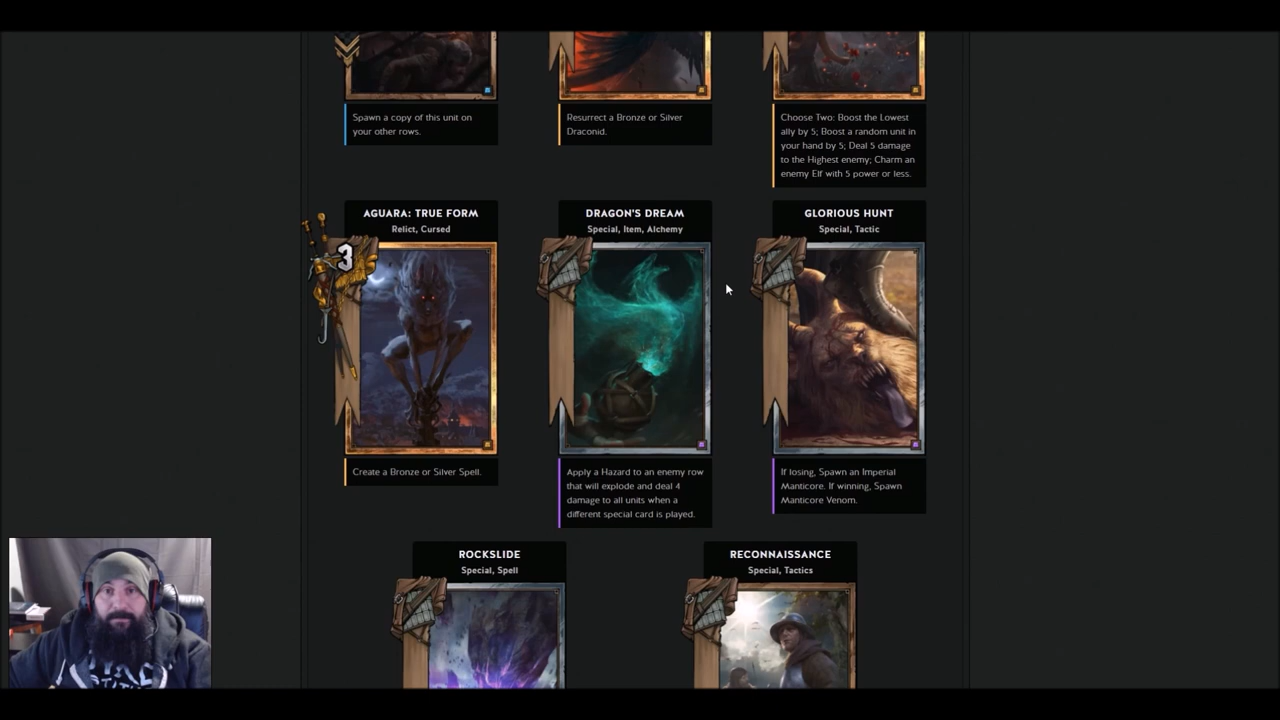 Spawn a copy of this unit on
your other rows.
Resurrect a Bronze or Silver
Draconid.
Choose Two: Boost the Lowest
ally by 5; Boost a random unit in
your hand by 5; Deal 5 damage
to the Highest enemy; Charm an
enemy Elf with 5 power or less.
AGUARA: TRUE FORM
Relict, Cursed
3
Create a Bronze or Silver Spell.
DRAGON'S DREAM
Special, Item, Alchemy
Apply a Hazard to an enemy row
that will explode and deal 4
damage to all units when a
different special card is played.
GLORIOUS HUNT
Special, Tactic
If losing, Spawn an Imperial
Manticore. If winning, Spawn
Manticore Venom.
ROCKSLIDE
Special, Spell
RECONNAISSANCE
Special, Tactics